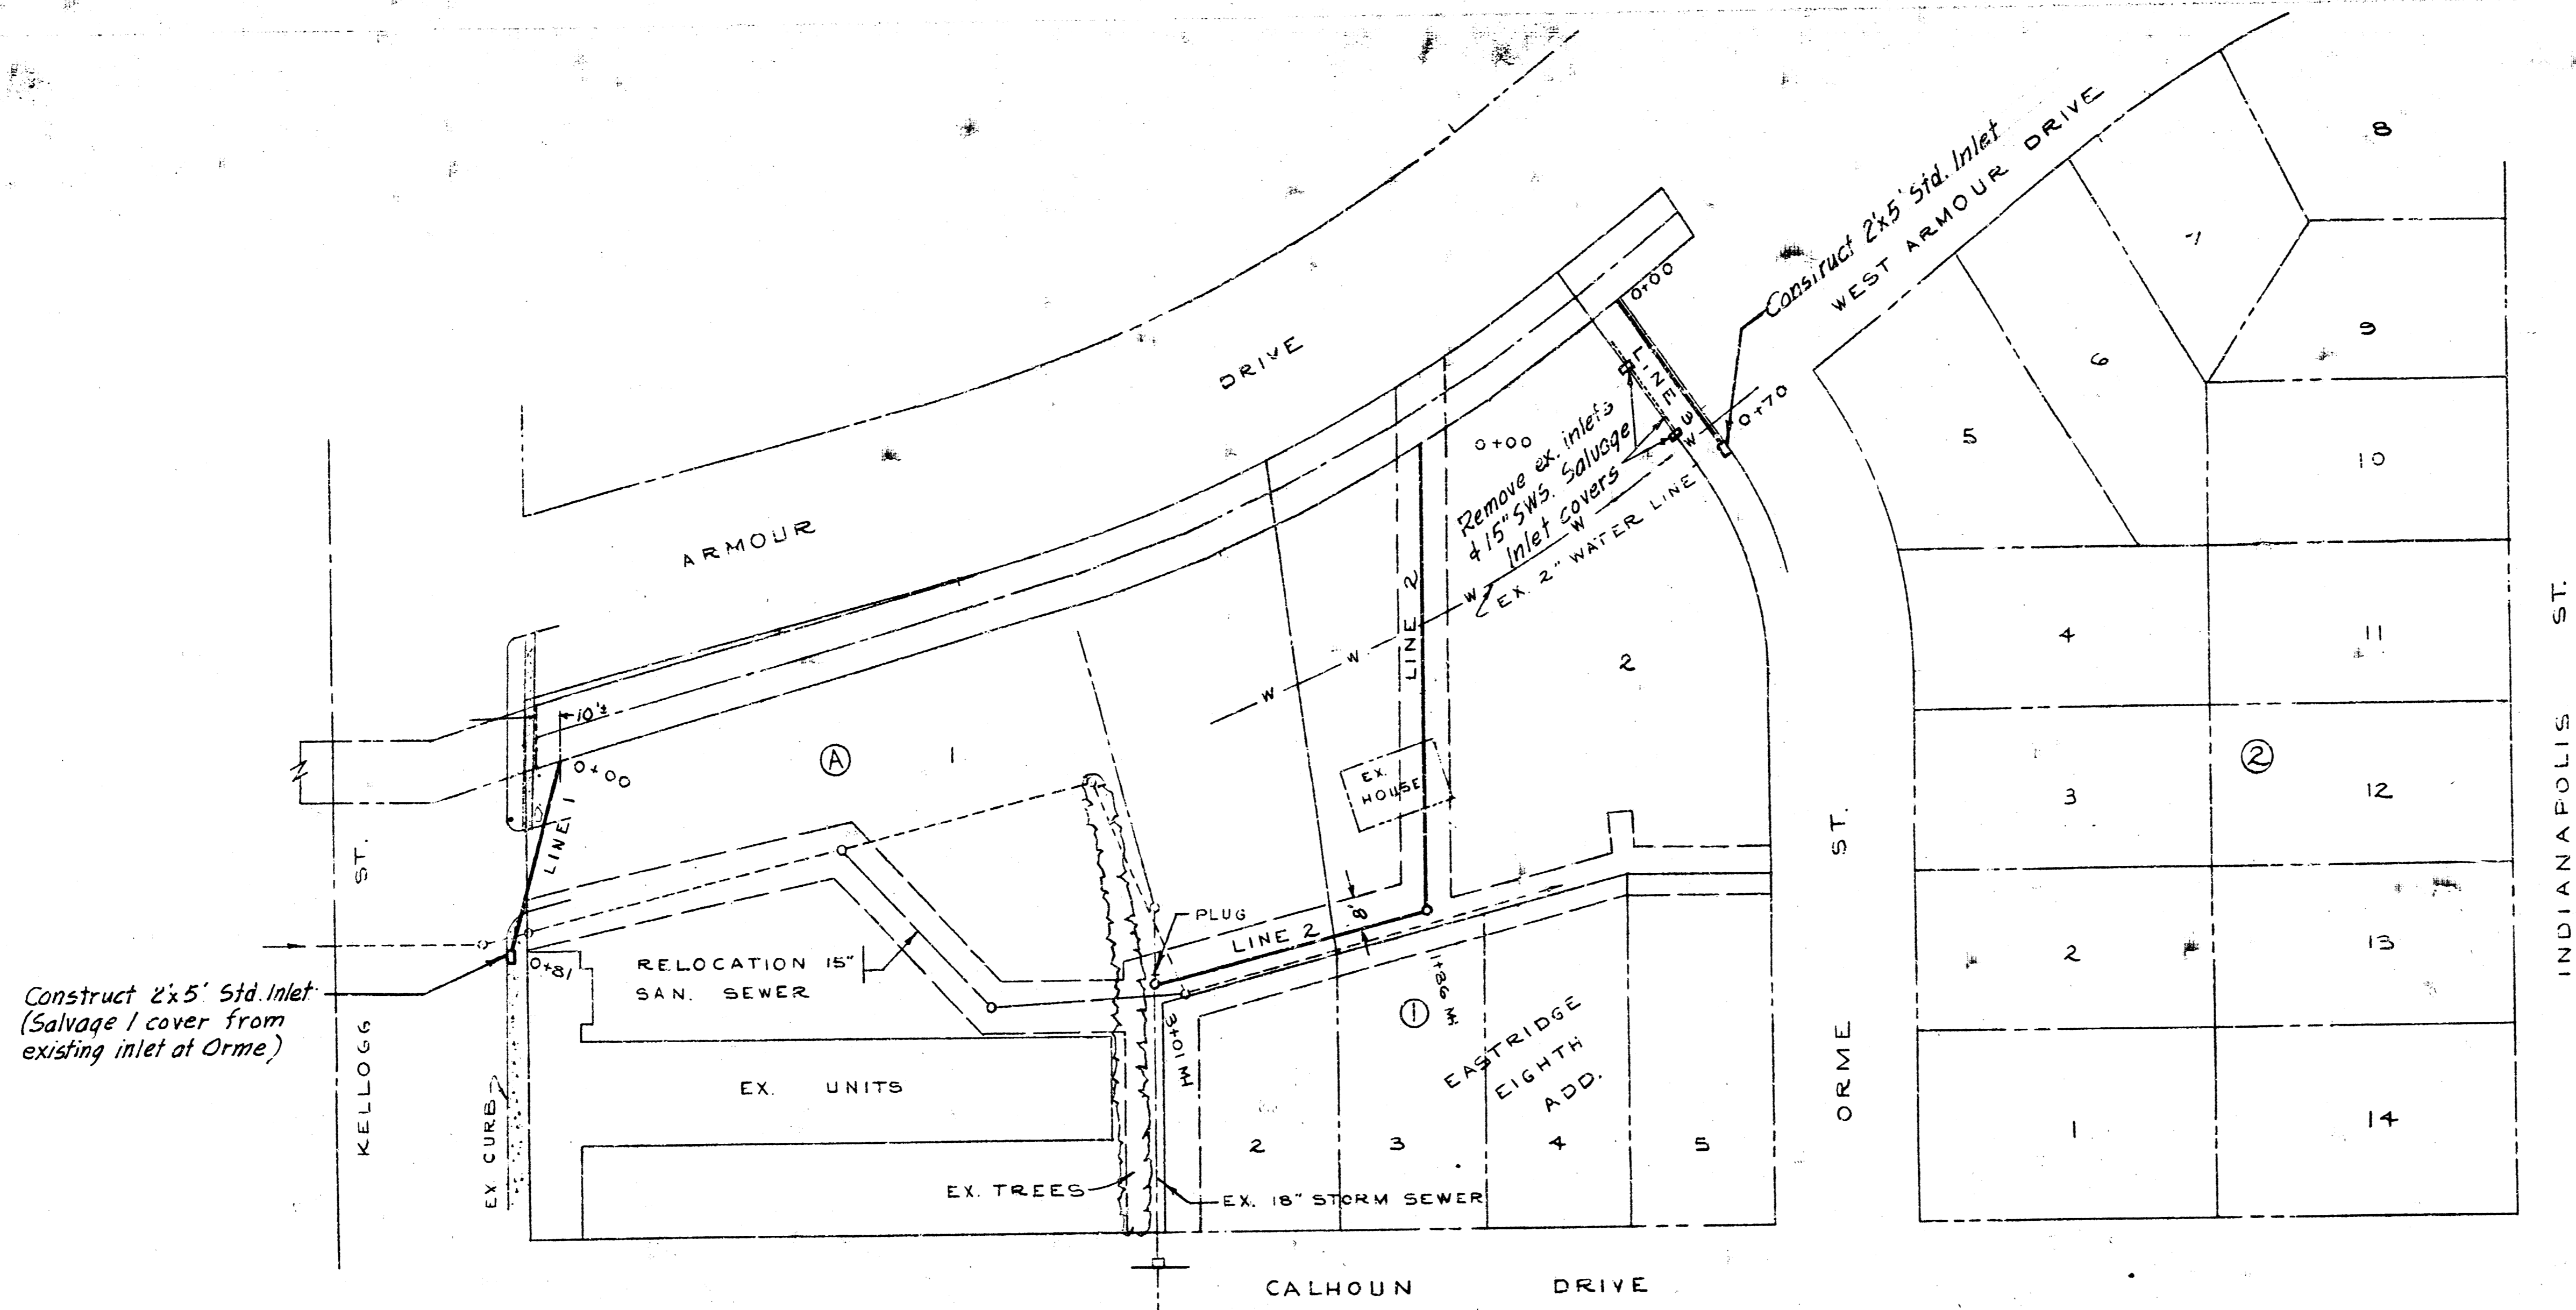 8
Construct 2'x5' Std. Inlet
WEST ARMOUR DRIVE
7
9
6
5
10
0+00
DRIVE
LINE 3
0+70
W
0+00
Remove ex. inlets
& 15" SWS. Salvage
Inlet covers
W
EX. 2" WATER LINE
W
W
W
ARMOUR
LINE 2
2
4
11
ST.
10'±
0+00
A
1
EX.
HOUSE
2
3
12
INDIANAPOLIS
LINE 1
ST.
ST.
8'
PLUG
LINE 2
2
13
0+81
RELOCATION 15"
SAN. SEWER
1+86 MH
1
3+01 MH
Construct 2'x5' Std. Inlet
(Salvage 1 cover from
existing inlet at Orme)
KELLOGG
EASTRIDGE
EIGHTH
ADD.
ORME
EX. UNITS
EX. CURB
2
3
4
5
1
14
EX. TREES
EX. 18" STORM SEWER
CALHOUN DRIVE